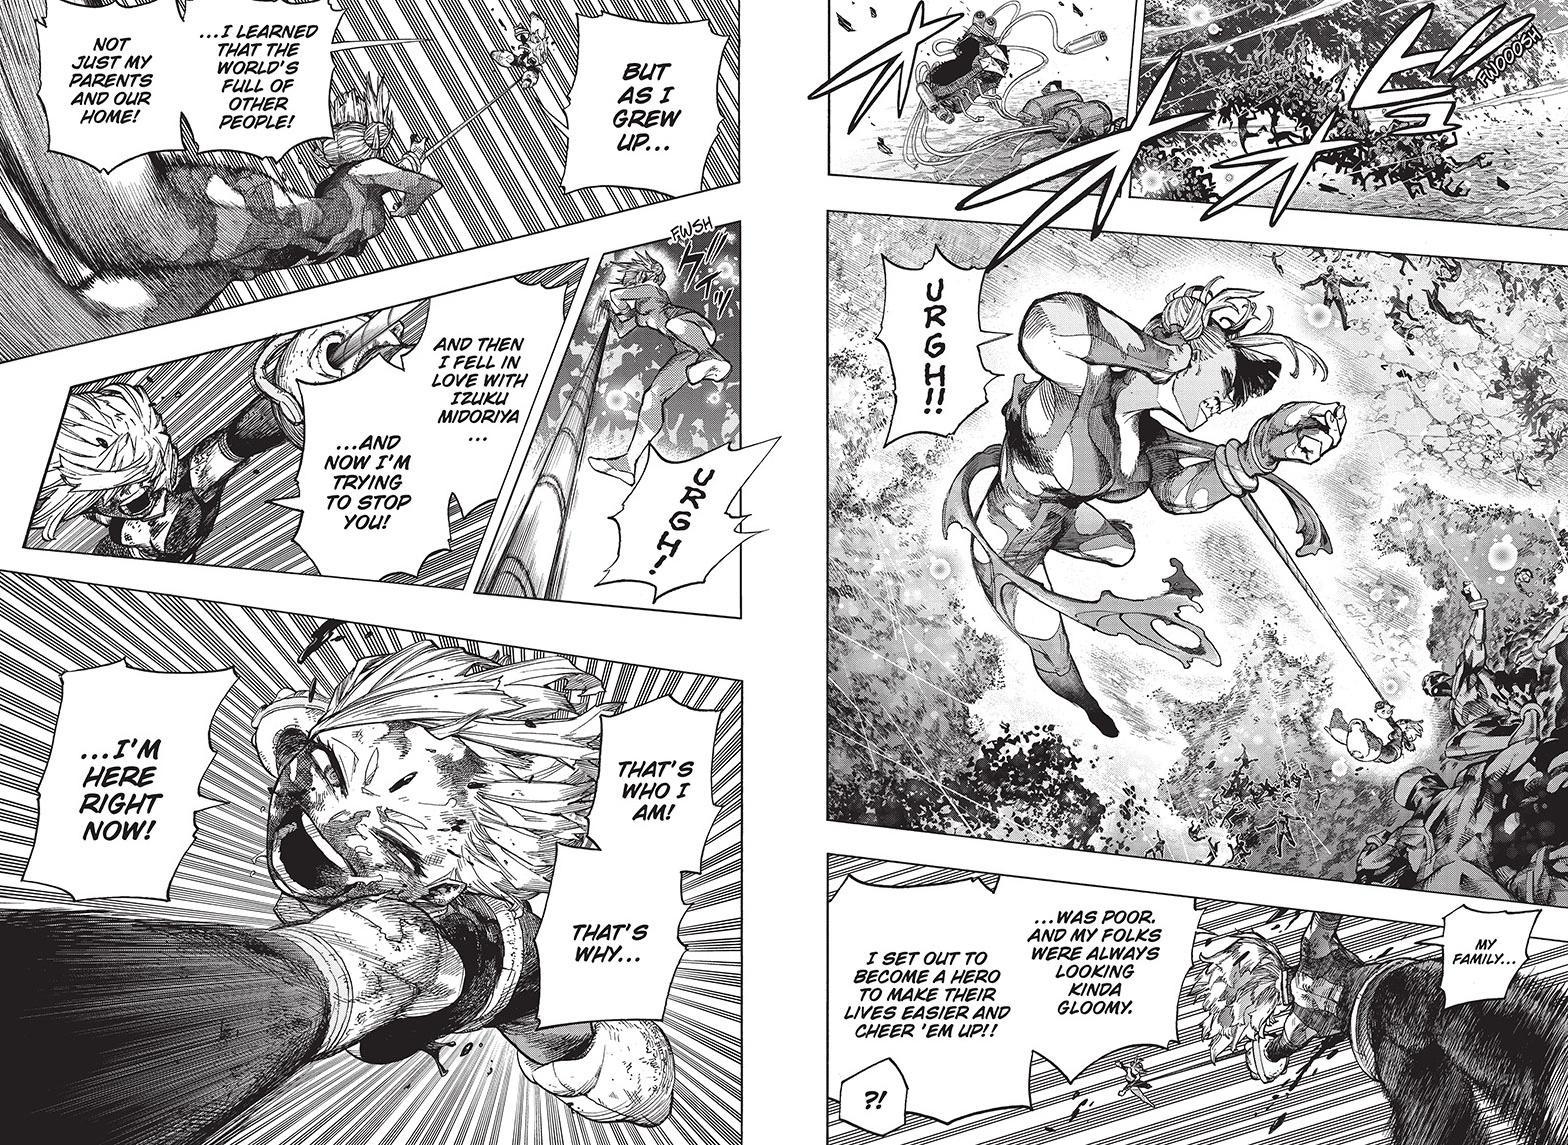 FWOOOSH
URGH!!
MY
FAMILY...
...WAS POOR.
AND MY FOLKS
WERE ALWAYS
LOOKING
KINDA
GLOOMY.
I SET OUT TO
BECOME A HERO
TO MAKE THEIR
LIVES EASIER AND
CHEER 'EM UP!!
?!
BUT
AS I
GREW
UP...
...I LEARNED
THAT THE
WORLD'S
FULL OF
OTHER
PEOPLE!
NOT
JUST MY
PARENTS
AND OUR
HOME!
FWSH
グイッ
URGH!
AND THEN
I FELL IN
LOVE WITH
IZUKU
MIDORIYA
...
...AND
NOW I'M
TRYING
TO STOP
YOU!
THAT'S
WHO I
AM!
THAT'S
WHY...
...I'M
HERE
RIGHT
NOW!